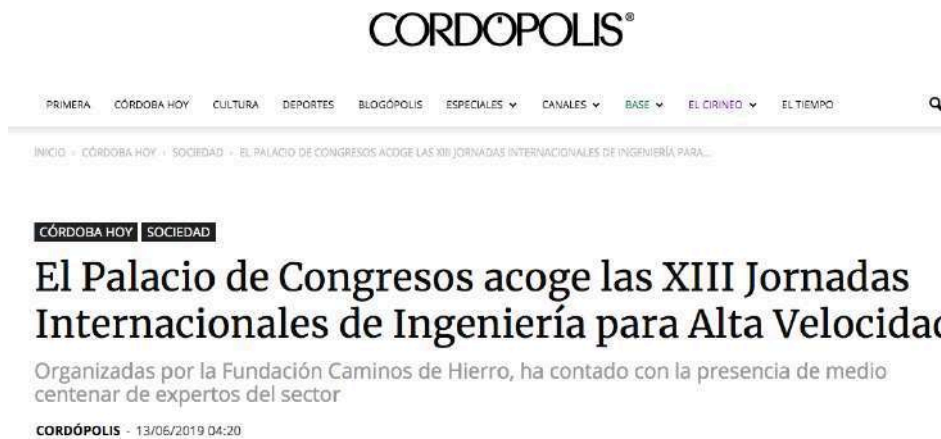 CORDÓPOLIS®
PRIMERA CÓRDOBA HOY CULTURA DEPORTES BLOGÓPOLIS ESPECIALES CANALES BASE EL CIRINEO EL TIEMPO
INICIO › CÓRDOBA HOY › SOCIEDAD › EL PALACIO DE CONGRESOS ACOGE LAS XIII JORNADAS INTERNACIONALES DE INGENIERÍA PARA...
CÓRDOBA HOY SOCIEDAD
El Palacio de Congresos acoge las XIII Jornadas
Internacionales de Ingeniería para Alta Velocidad
Organizadas por la Fundación Caminos de Hierro, ha contado con la presencia de medio
centenar de expertos del sector
CORDÓPOLIS - 13/06/2019 04:20